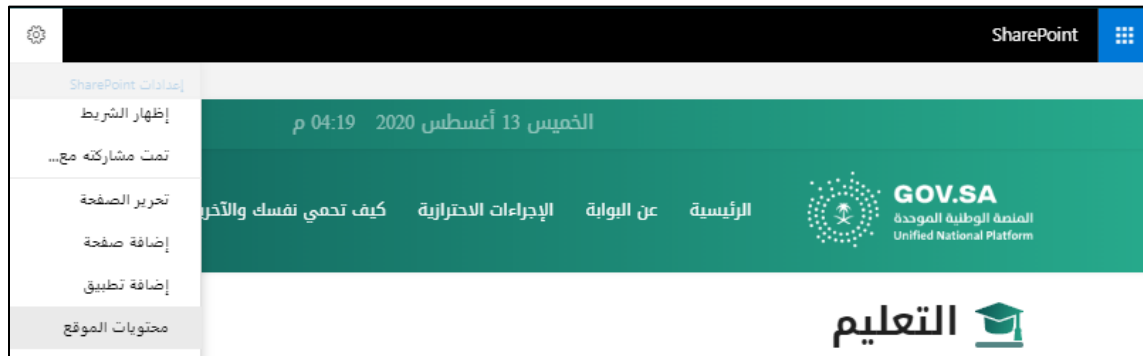 SharePoint
إعدادات SharePoint
إظهار الشريط
تمت مشاركته مع...
تحرير الصفحة
إضافة صفحة
إضافة تطبيق
محتويات الموقع
الخميس 13 أغسطس 2020 04:19 م
GOV.SA
المنصة الوطنية الموحدة
Unified National Platform
الرئيسية عن البوابة الإجراءات الاحترازية كيف تحمي نفسك والآخر
التعليم